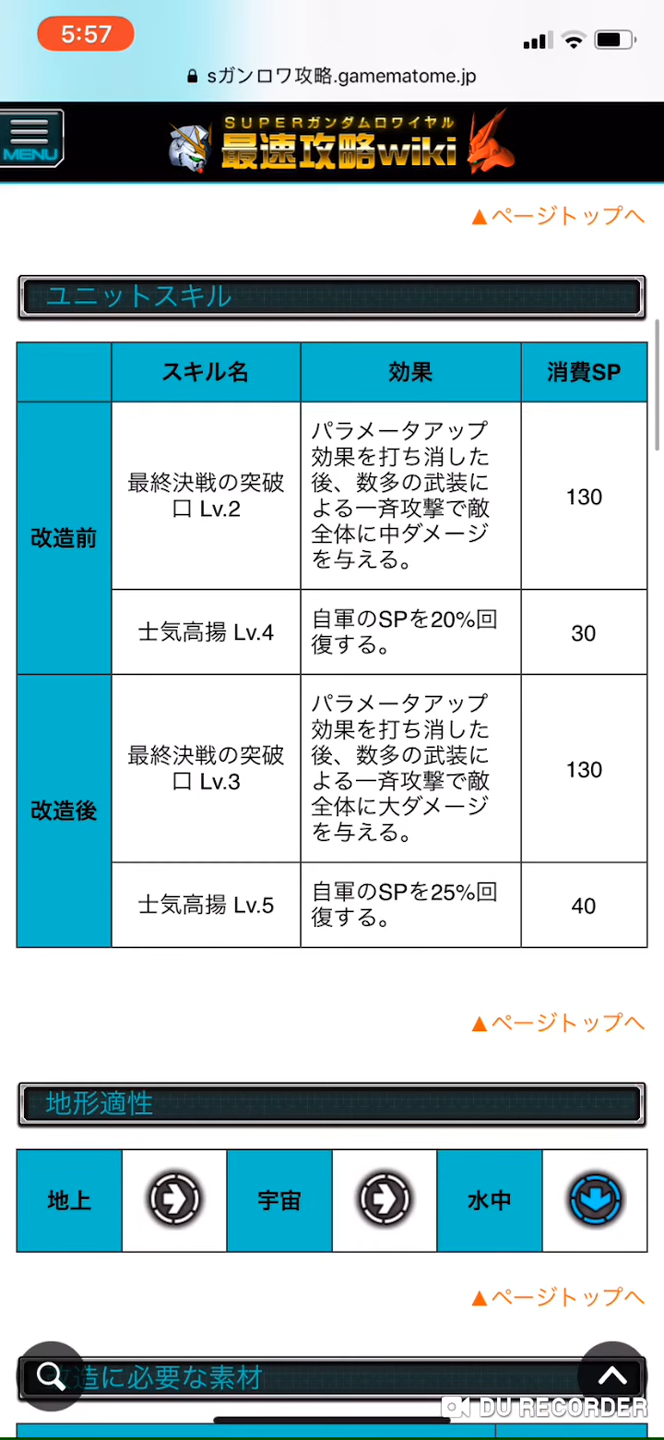 5:57
sガンロワ攻略.gamematome.jp
MENU
SUPERガンダムロワイヤル
最速攻略wiki
▲ページトップへ
ユニットスキル
スキル名
効果
消費SP
改造前
最終決戦の突破
口 Lv.2
パラメータアップ
効果を打ち消した
後、数多の武装に
よる一斉攻撃で敵
全体に中ダメージ
を与える。
130
士気高揚 Lv.4
自軍のSPを20%回
復する。
30
改造後
最終決戦の突破
口 Lv.3
パラメータアップ
効果を打ち消した
後、数多の武装に
よる一斉攻撃で敵
全体に大ダメージ
を与える。
130
士気高揚 Lv.5
自軍のSPを25%回
復する。
40
▲ページトップへ
地形適性
地上
宇宙
水中
▲ページトップへ
造に必要な素材
DU RECORDER